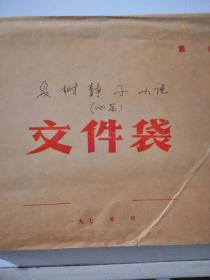 第
夏树静子小说
(四篇)
文件袋
一九七 年 月